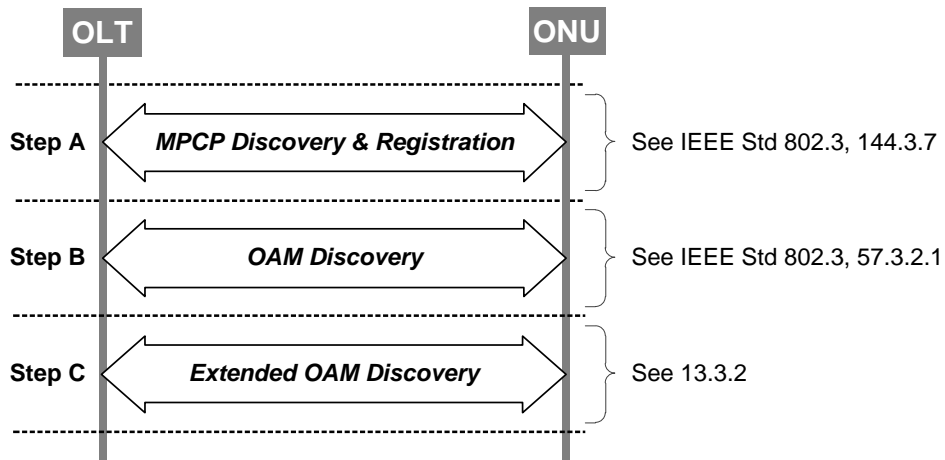 OLT
ONU
Step A
MPCP Discovery & Registration
See IEEE Std 802.3, 144.3.7
Step B
OAM Discovery
See IEEE Std 802.3, 57.3.2.1
Step C
Extended OAM Discovery
See 13.3.2